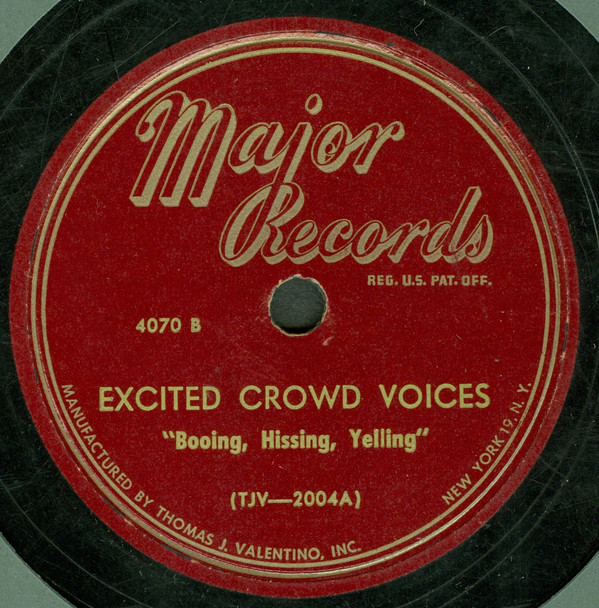 Major
Records
REG. U.S. PAT. OFF.
4070 B
EXCITED CROWD VOICES
"Booing, Hissing, Yelling"
(TJV—2004A)
MANUFACTURED BY THOMAS J. VALENTINO, INC.
NEW YORK 19, N. Y.